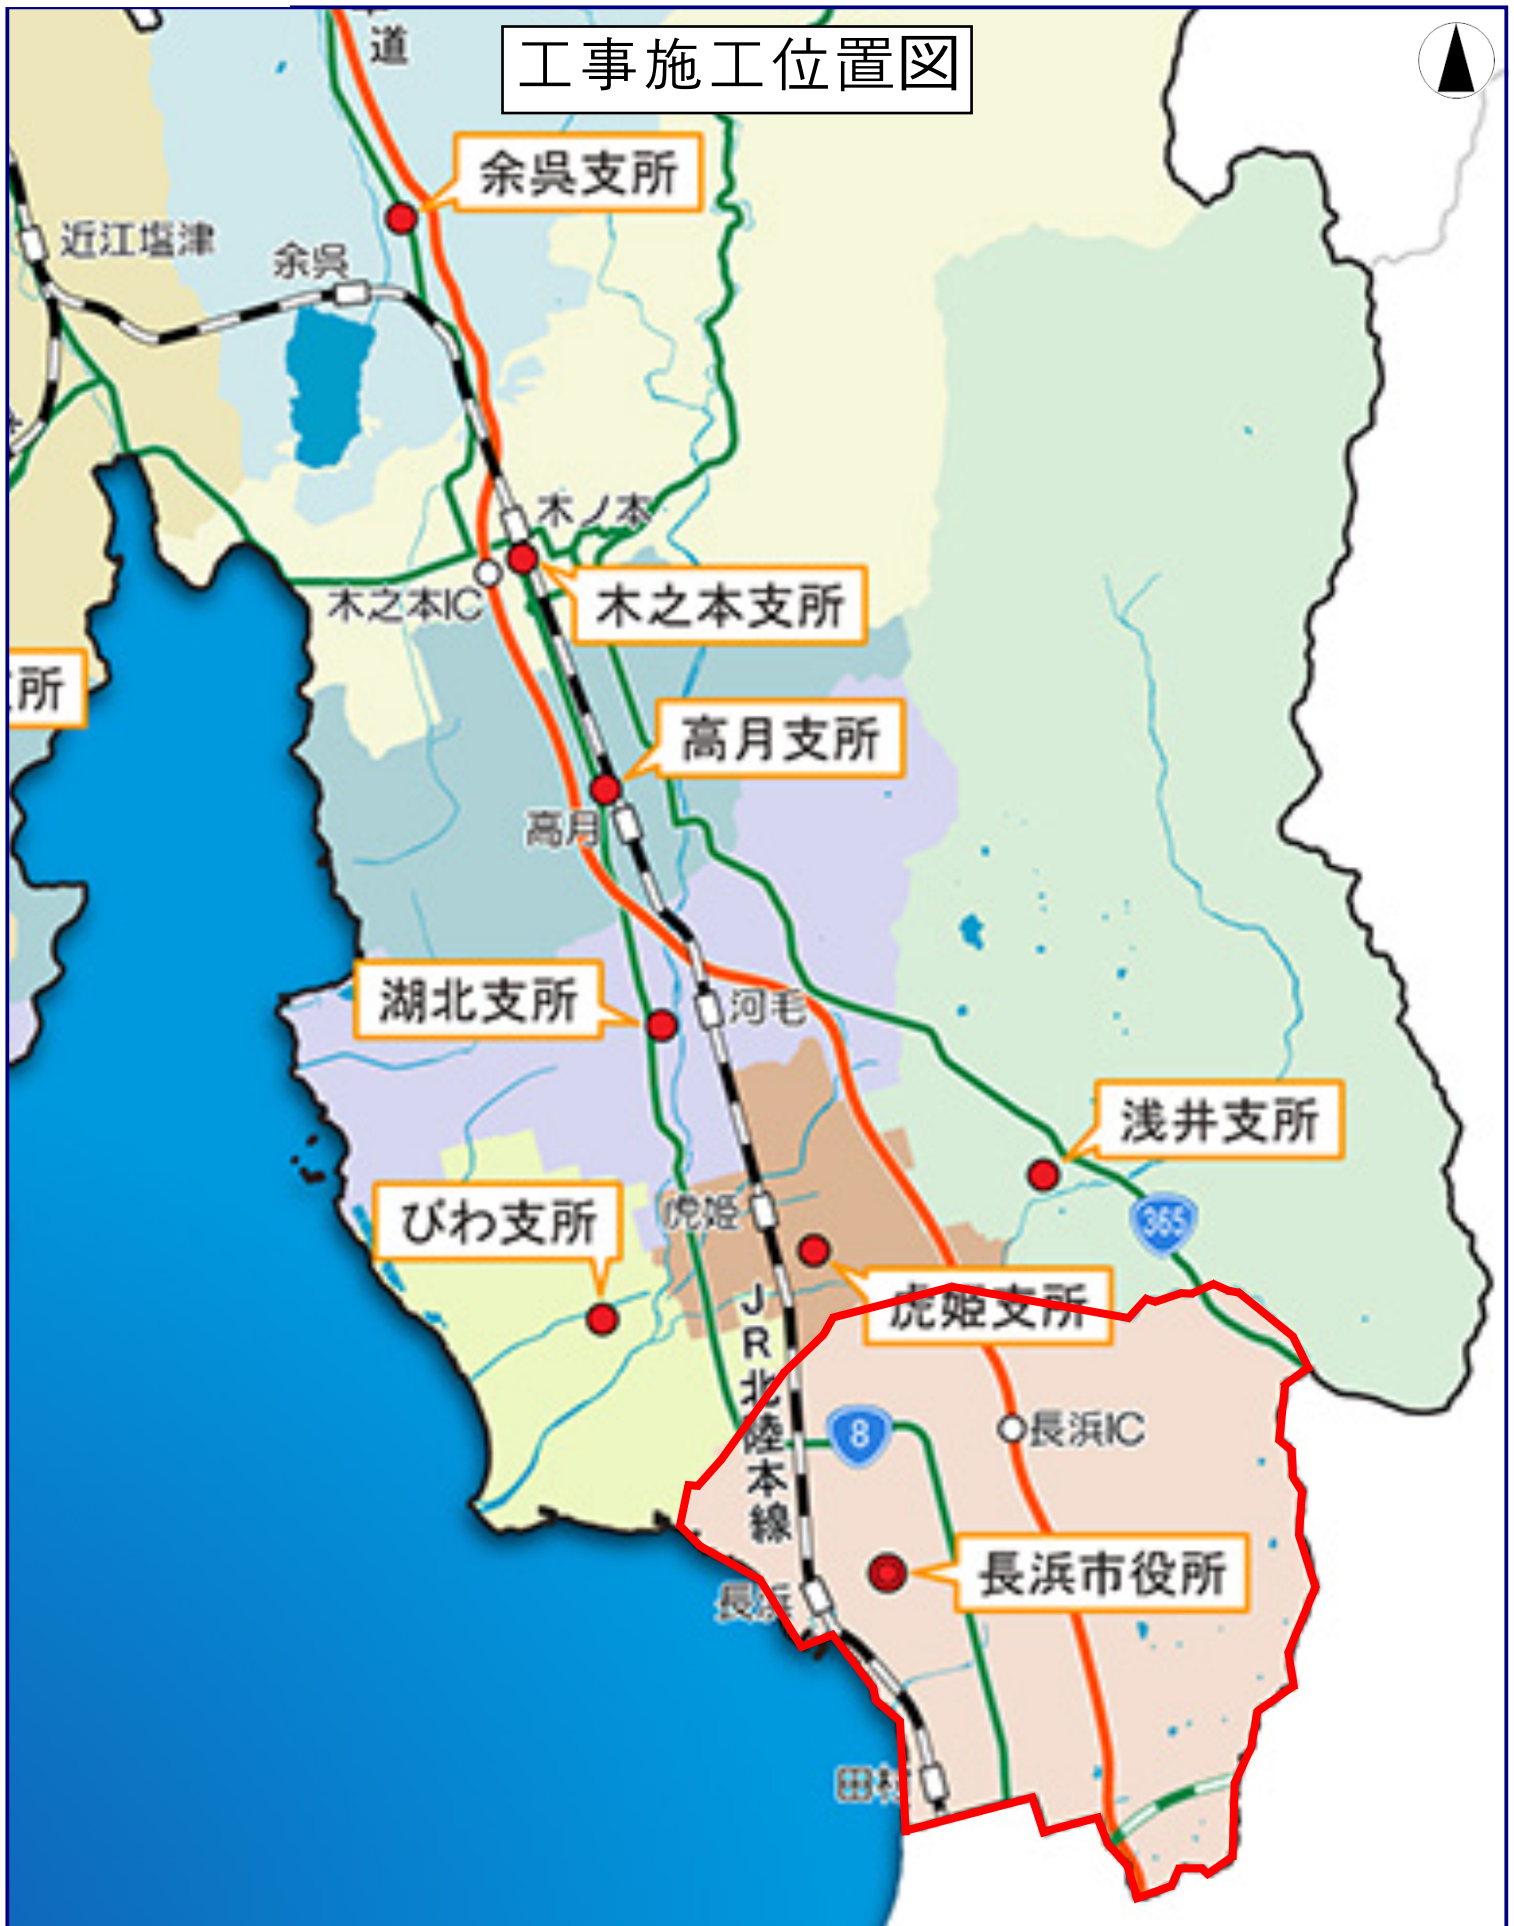 道
工事施工位置図
余呉支所
近江塩津
余呉
木ノ本
木之本IC
木之本支所
所
高月支所
高月
湖北支所
河毛
浅井支所
びわ支所
虎姫
365
虎姫支所
JR北陸本線
8
長浜IC
長浜市役所
長浜
田村